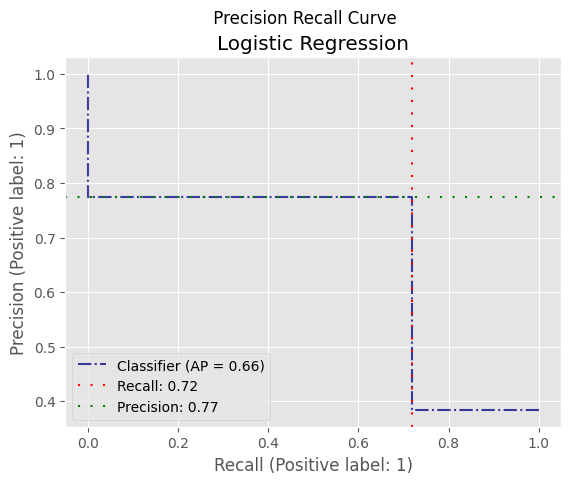 Precision Recall Curve
Logistic Regression
1.0
0.9
0.8
0.7
0.6
0.5
0.4
Precision (Positive label: 1)
Classifier (AP = 0.66)
Recall: 0.72
Precision: 0.77
0.0 0.2 0.4 0.6 0.8 1.0
Recall (Positive label: 1)